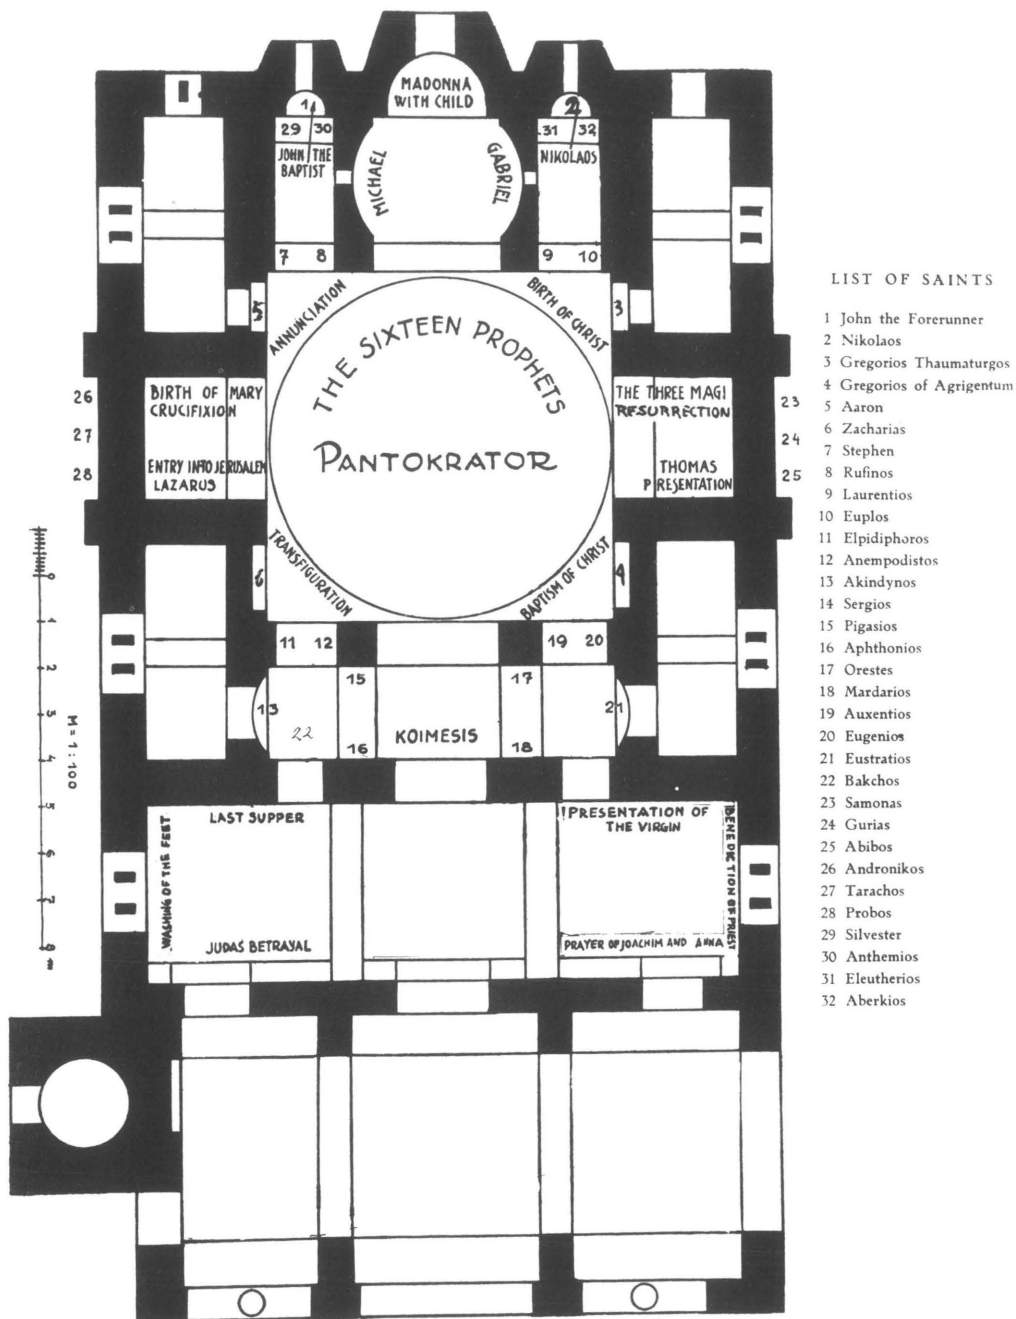 MADONNA
WITH CHILD
1
2
29 30
31 32
JOHN THE
BAPTIST
NIKOLAOS
MICHAEL
GABRIEL
7 8
9 10
5
3
ANNUNCIATION
BIRTH OF CHRIST
THE SIXTEEN PROPHETS
PANTOKRATOR
26
27
28
BIRTH OF MARY
CRUCIFIXION
ENTRY INTO JERUSALEM
LAZARUS
THE THREE MAGI
RESURRECTION
THOMAS
PRESENTATION
23
24
25
TRANSFIGURATION
BAPTISM OF CHRIST
6
4
11 12
19 20
15
17
13
22
16
KOIMESIS
18
21
0
1
2
3
4
5
6
7
8 m
M = 1 : 100
LAST SUPPER
WASHING OF THE FEET
JUDAS BETRAYAL
PRESENTATION OF
THE VIRGIN
BENEDICTION OF PRIEST
PRAYER OF JOACHIM AND ANNA
LIST OF SAINTS
1 John the Forerunner
2 Nikolaos
3 Gregorios Thaumaturgos
4 Gregorios of Agrigentum
5 Aaron
6 Zacharias
7 Stephen
8 Rufinos
9 Laurentios
10 Euplos
11 Elpidiphoros
12 Anempodistos
13 Akindynos
14 Sergios
15 Pigasios
16 Aphthonios
17 Orestes
18 Mardarios
19 Auxentios
20 Eugenios
21 Eustratios
22 Bakchos
23 Samonas
24 Gurias
25 Abibos
26 Andronikos
27 Tarachos
28 Probos
29 Silvester
30 Anthemios
31 Eleutherios
32 Aberkios